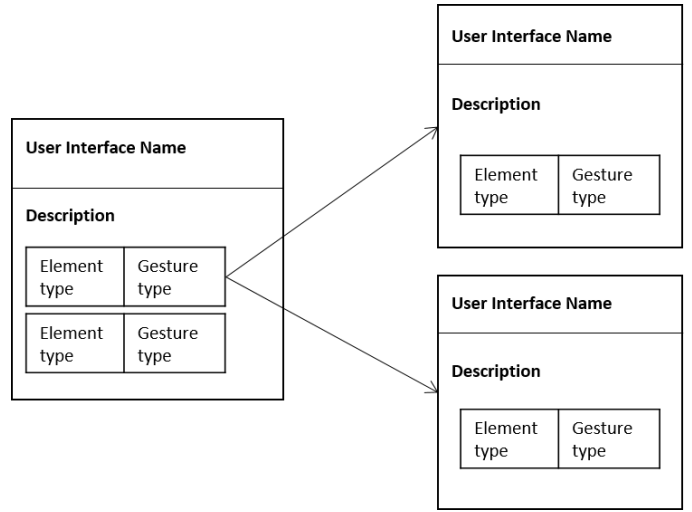 User Interface Name
Description
Element Gesture
type type
Element Gesture
type type
User Interface Name
Description
Element Gesture
type type
User Interface Name
Description
Element Gesture
type type